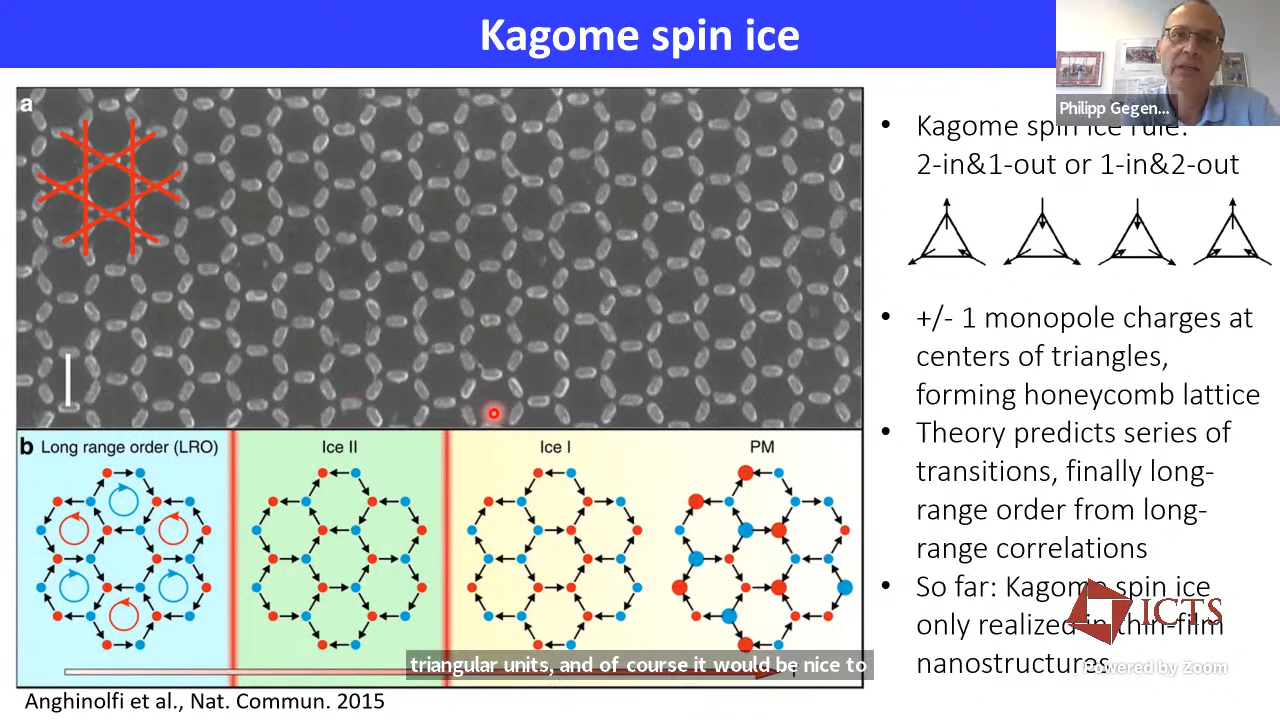 Kagome spin ice
Philipp Gegen...
a
• Kagome spin ice rule:
2-in&1-out or 1-in&2-out
• +/- 1 monopole charges at
centers of triangles,
forming honeycomb lattice
• Theory predicts series of
transitions, finally long-
range order from long-
range correlations
• So far: Kagome spin ice
only realized in thin-film
nanostructures
b Long range order (LRO) Ice II Ice I PM
triangular units, and of course it would be nice to
Anghinolfi et al., Nat. Commun. 2015
ICTS
Powered by Zoom